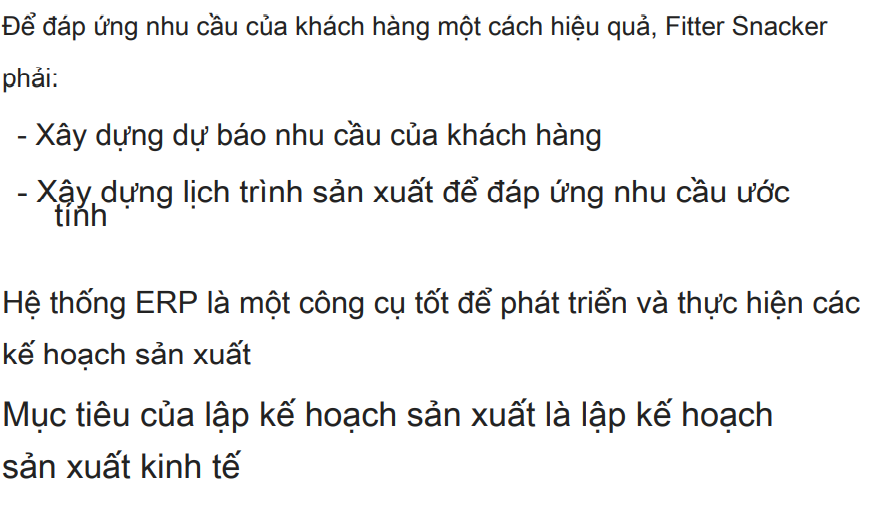 Để đáp ứng nhu cầu của khách hàng một cách hiệu quả, Fitter Snacker
phải:
- Xây dựng dự báo nhu cầu của khách hàng
- Xây dựng lịch trình sản xuất để đáp ứng nhu cầu ước
tính
Hệ thống ERP là một công cụ tốt để phát triển và thực hiện các
kế hoạch sản xuất
Mục tiêu của lập kế hoạch sản xuất là lập kế hoạch
sản xuất kinh tế